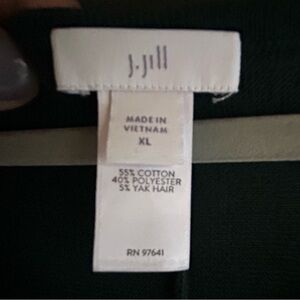 J.Jill
MADE IN
VIETNAM
XL
55% COTTON
40% POLYESTER
5% YAK HAIR
RN 97641